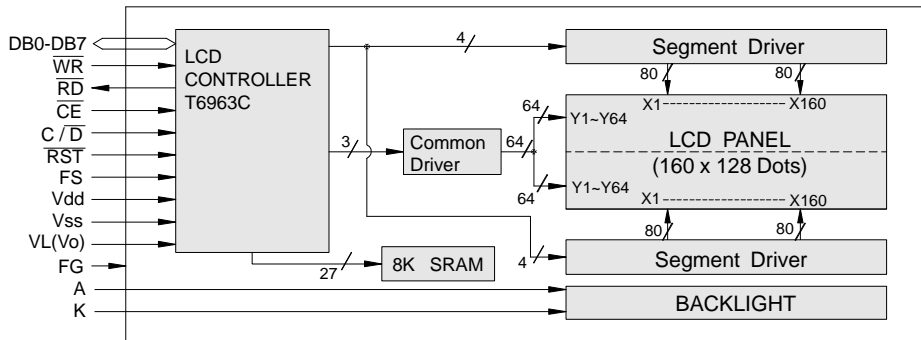 DB0-DB7
WR
RD
CE
C / D
RST
FS
Vdd
Vss
VL(Vo)
FG
A
K
LCD
CONTROLLER
T6963C
4
3
27
8K SRAM
Common
Driver
64
64
64
4
Segment Driver
80
80
X1 ---------------- X160
Y1~Y64
LCD PANEL
(160 x 128 Dots)
Y1~Y64
X1 ---------------- X160
80
80
Segment Driver
BACKLIGHT